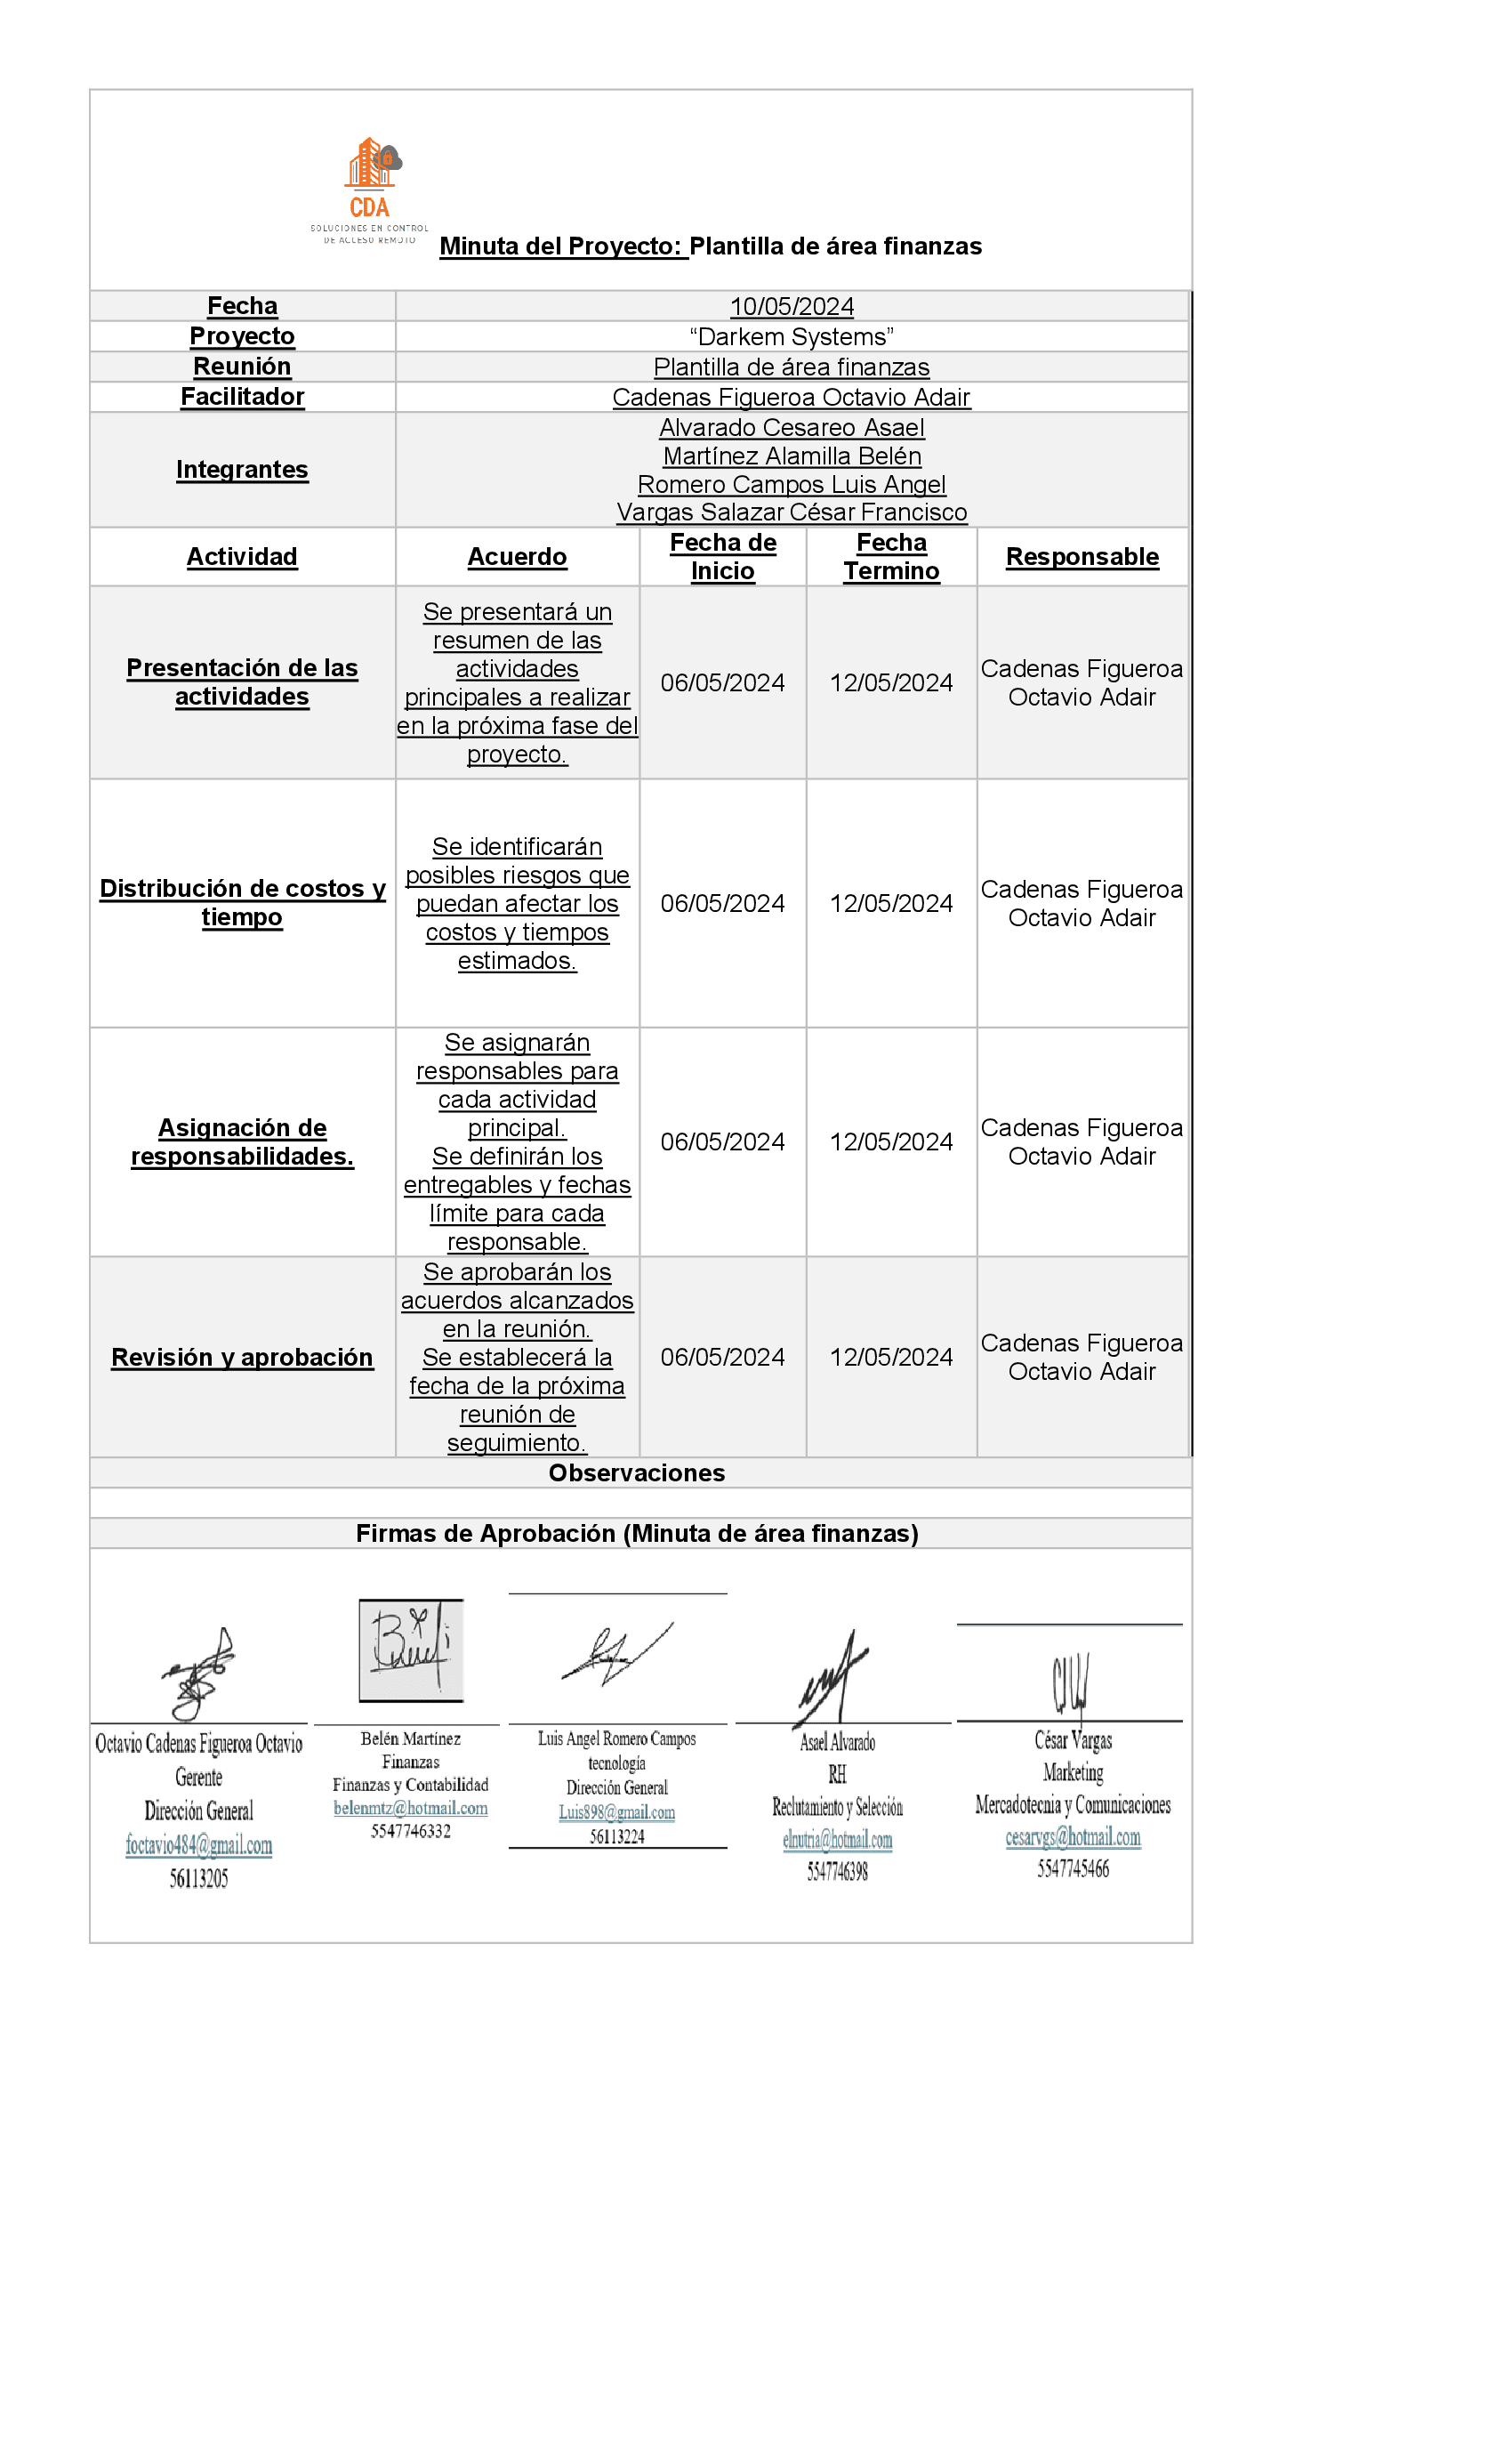 CDA
SOLUCIONES EN CONTROL
DE ACCESO REMOTO
Minuta del Proyecto: Plantilla de área finanzas
Fecha
10/05/2024
Proyecto
“Darkem Systems”
Reunión
Plantilla de área finanzas
Facilitador
Cadenas Figueroa Octavio Adair
Integrantes
Alvarado Cesareo Asael
Martínez Alamilla Belén
Romero Campos Luis Angel
Vargas Salazar César Francisco
Actividad
Acuerdo
Fecha de
Inicio
Fecha
Termino
Responsable
Presentación de las
actividades
Se presentará un
resumen de las
actividades
principales a realizar
en la próxima fase del
proyecto.
06/05/2024
12/05/2024
Cadenas Figueroa
Octavio Adair
Distribución de costos y
tiempo
Se identificarán
posibles riesgos que
puedan afectar los
costos y tiempos
estimados.
06/05/2024
12/05/2024
Cadenas Figueroa
Octavio Adair
Asignación de
responsabilidades.
Se asignarán
responsables para
cada actividad
principal.
Se definirán los
entregables y fechas
límite para cada
responsable.
06/05/2024
12/05/2024
Cadenas Figueroa
Octavio Adair
Revisión y aprobación
Se aprobarán los
acuerdos alcanzados
en la reunión.
Se establecerá la
fecha de la próxima
reunión de
seguimiento.
06/05/2024
12/05/2024
Cadenas Figueroa
Octavio Adair
Observaciones
Firmas de Aprobación (Minuta de área finanzas)
Octavio Cadenas Figueroa Octavio
Gerente
Dirección General
foctavio484@gmail.com
56113205
Belén Martínez
Finanzas
Finanzas y Contabilidad
belenmtz@hotmail.com
5547746332
Luis Angel Romero Campos
tecnología
Dirección General
Luis898@gmail.com
56113224
Asael Alvarado
RH
Reclutamiento y Selección
elnutria@hotmail.com
5547746398
César Vargas
Marketing
Mercadotecnia y Comunicaciones
cesarvgs@hotmail.com
5547745466